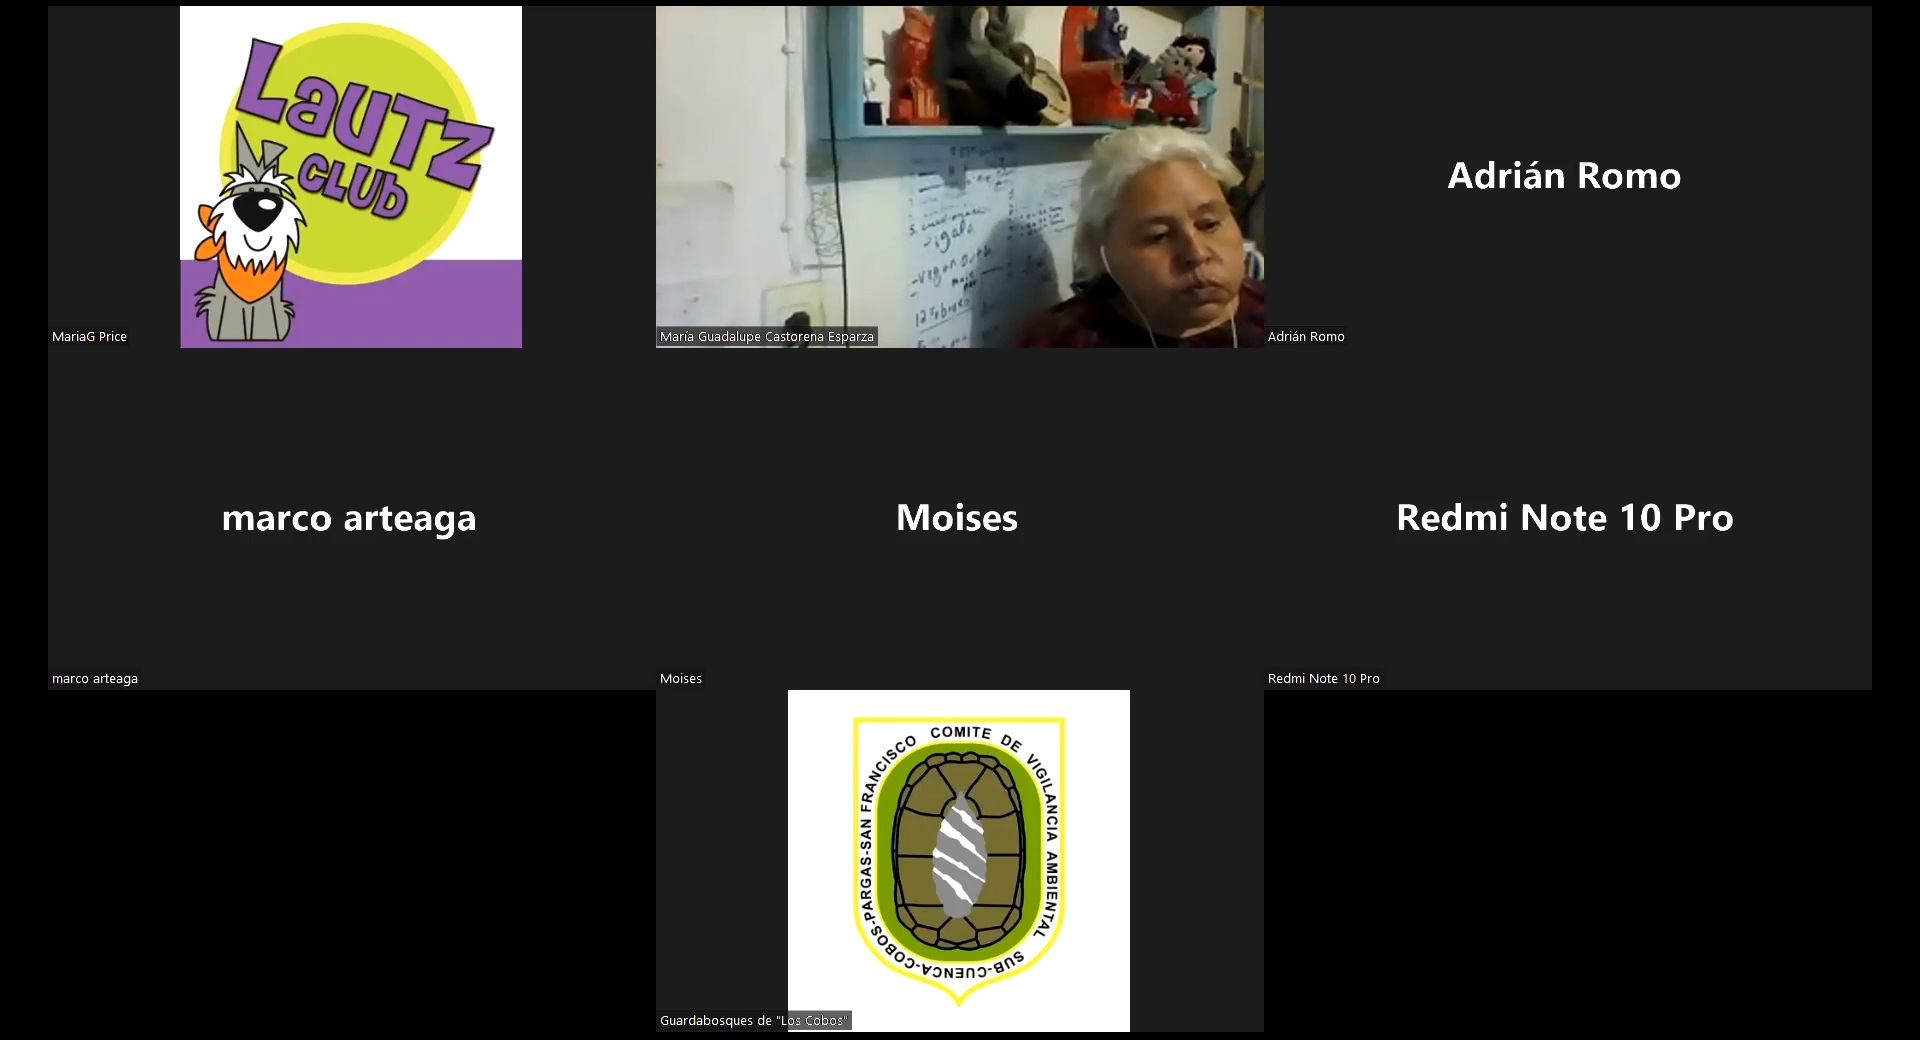 Lautz
Club
MariaG Price
María Guadalupe Castorena Esparza
Adrián Romo
Adrián Romo
marco arteaga
marco arteaga
Moises
Moises
Redmi Note 10 Pro
Redmi Note 10 Pro
COMITE DE VIGILANCIA AMBIENTAL
SUB-CUENCA-COBOS-PARGAS-SAN FRANCISCO
Guardabosques de "Los Cobos"
12 Febrero